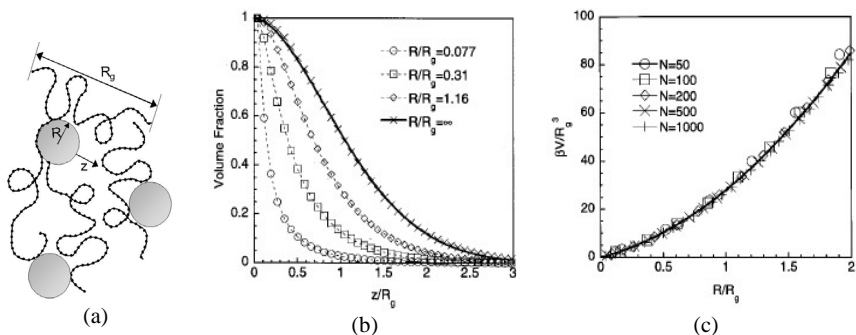 R_g
R
z
(a)
1
0.8
0.6
0.4
0.2
0
Volume Fraction
R/R_g=0.077
R/R_g=0.31
R/R_g=1.16
R/R_g=∞
0 0.5 1 1.5 2 2.5 3
z/R_g
(b)
100
80
60
40
20
0
βV/R_g^3
N=50
N=100
N=200
N=500
N=1000
0 0.5 1 1.5 2
R/R_g
(c)